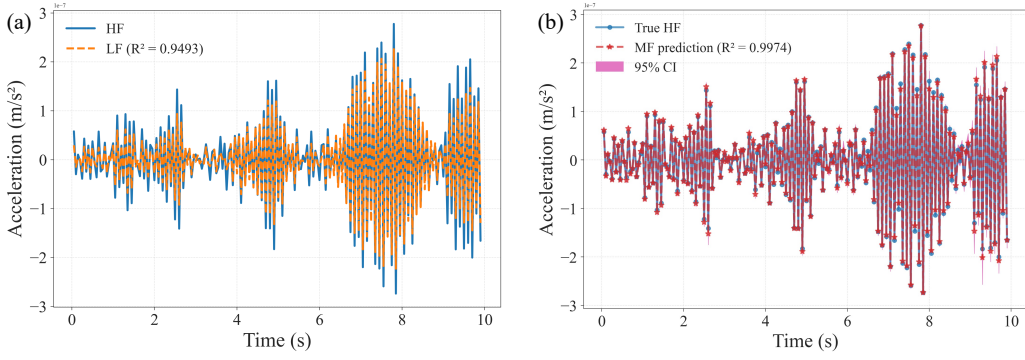 (a)
1e-7
HF
LF (R² = 0.9493)
Acceleration (m/s²)
3
2
1
0
−1
−2
−3
0
2
4
6
8
10
Time (s)
(b)
1e-7
True HF
MF prediction (R² = 0.9974)
95% CI
Acceleration (m/s²)
3
2
1
0
−1
−2
−3
0
2
4
6
8
10
Time (s)